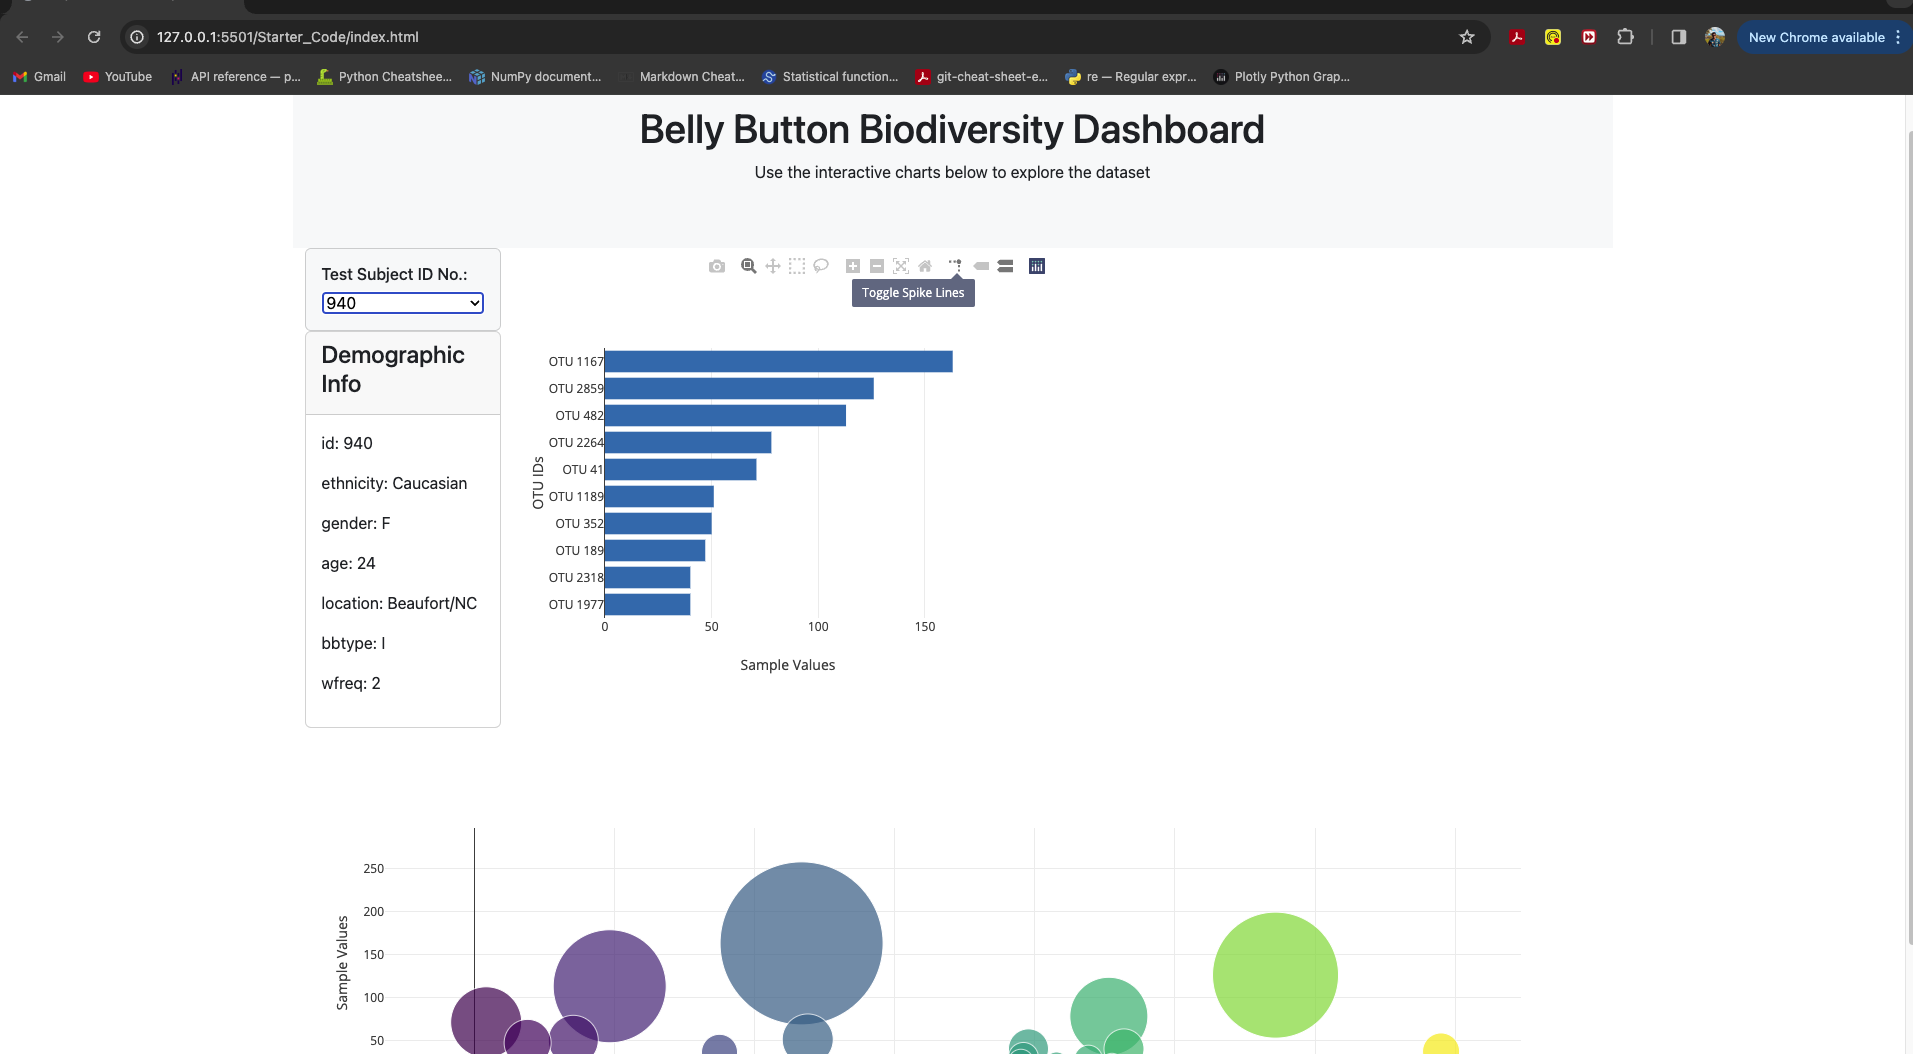 127.0.0.1:5501/Starter_Code/index.html
New Chrome available
Gmail
YouTube
API reference — p...
Python Cheatshee...
NumPy document...
Markdown Cheat...
Statistical function...
git-cheat-sheet-e...
re — Regular expr...
Plotly Python Grap...
Belly Button Biodiversity Dashboard
Use the interactive charts below to explore the dataset
Test Subject ID No.:
940
Demographic
Info
id: 940
ethnicity: Caucasian
gender: F
age: 24
location: Beaufort/NC
bbtype: I
wfreq: 2
Toggle Spike Lines
OTU IDs
OTU 1167
OTU 2859
OTU 482
OTU 2264
OTU 41
OTU 1189
OTU 352
OTU 189
OTU 2318
OTU 1977
0
50
100
150
Sample Values
Sample Values
250
200
150
100
50